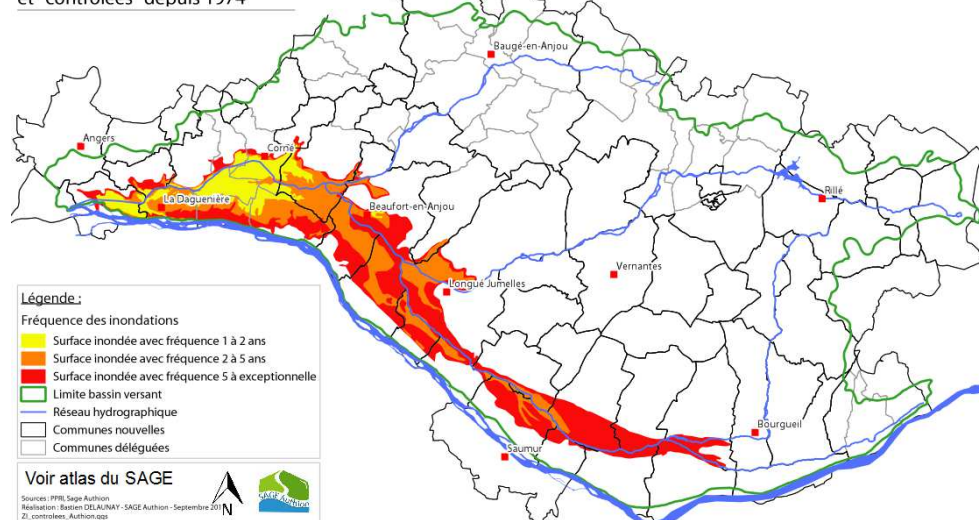 et "contrôlées" depuis 1974
Baugé-en-Anjou
Angers
Corné
La Daguenière
Beaufort-en-Anjou
Rillé
Vernantes
Longué Jumelles
Bourgueil
Saumur
Légende :
Fréquence des inondations
Surface inondée avec fréquence 1 à 2 ans
Surface inondée avec fréquence 2 à 5 ans
Surface inondée avec fréquence 5 à exceptionnelle
Limite bassin versant
Réseau hydrographique
Communes nouvelles
Communes déléguées
Voir atlas du SAGE
Sources : PPRI, Sage Authion
Réalisation : Bastien DELAUNAY - SAGE Authion - Septembre 201
ZI_controlees_Authion.qgs
N
SAGE Authion